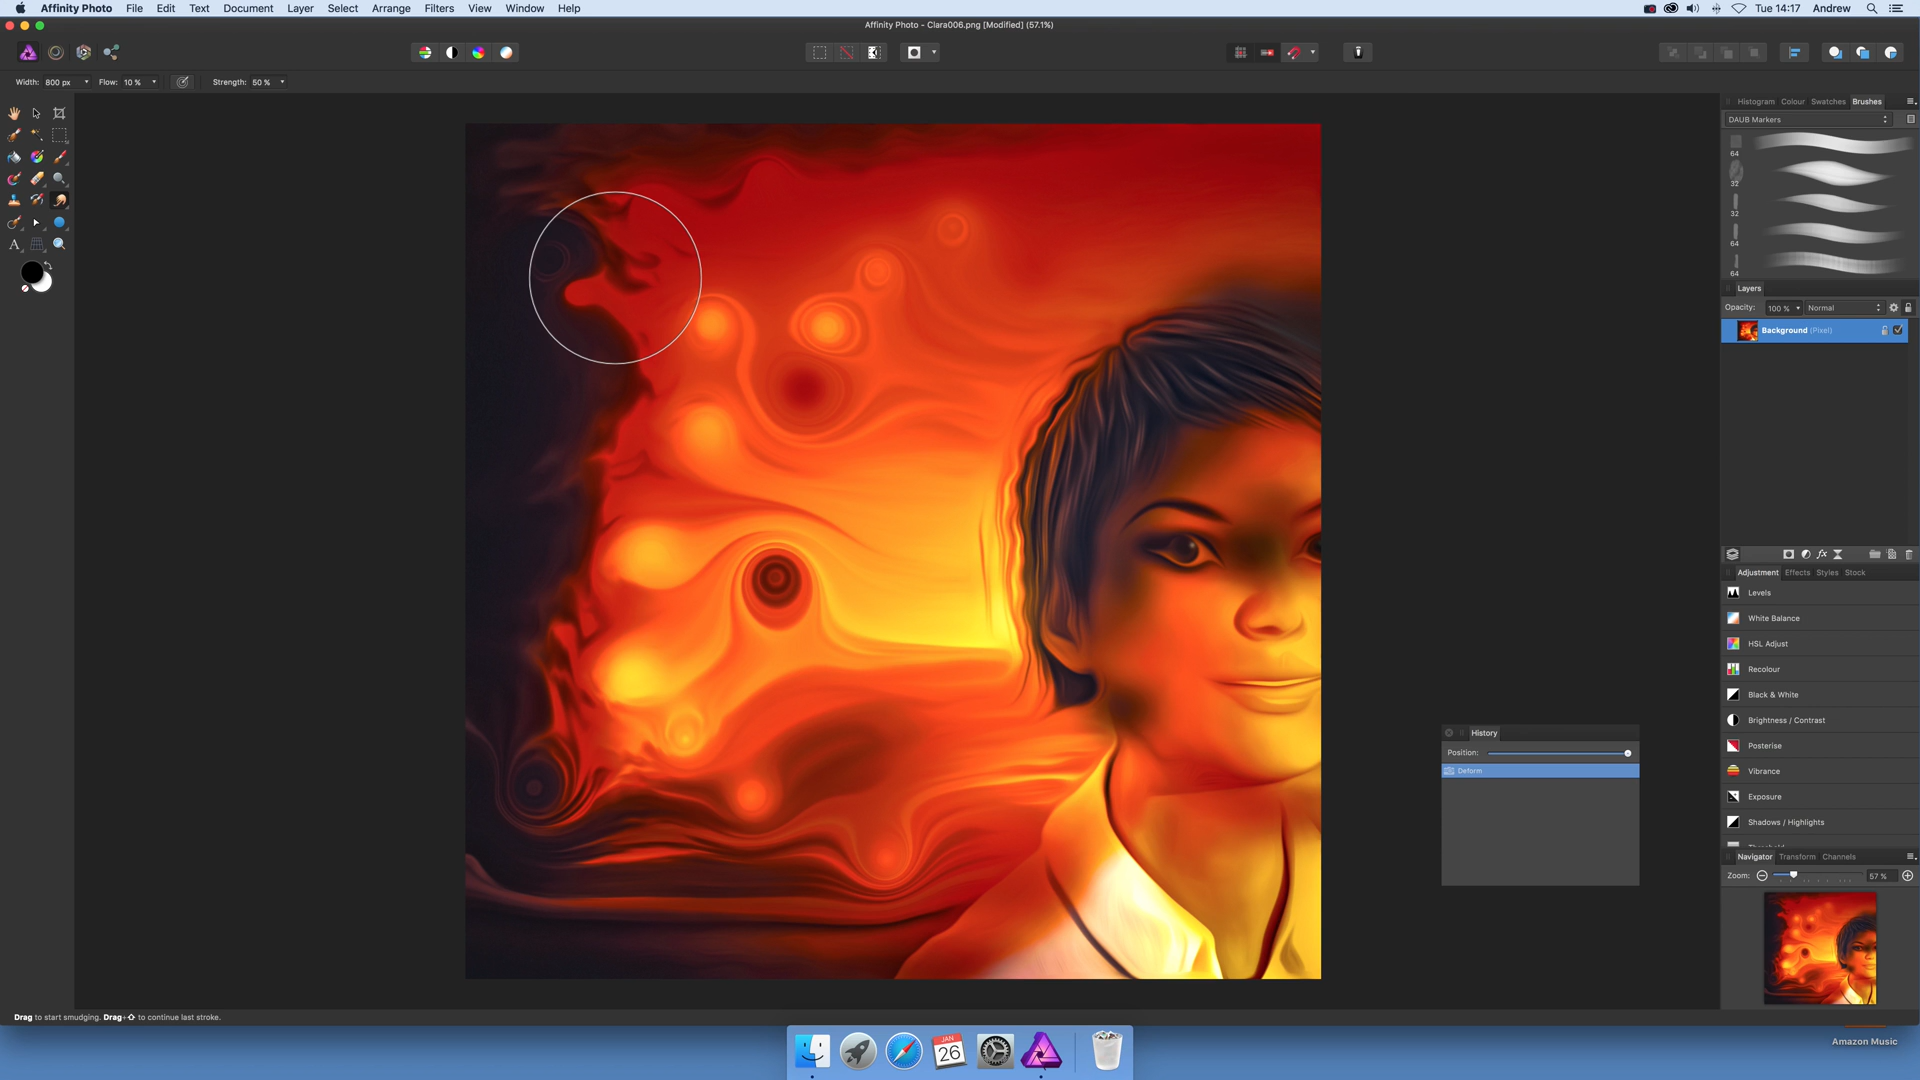 Affinity Photo File Edit Text Document Layer Select Arrange Filters View Window Help
Tue 14:17 Andrew
Affinity Photo - Clara006.png [Modified] (57.1%)
Width: 800 px Flow: 10 % Strength: 50 %
Histogram Colour Swatches Brushes
DAUB Markers
64
32
32
64
64
Layers
Opacity: 100 % Normal
Background (Pixel)
Adjustment Effects Styles Stock
Levels
White Balance
HSL Adjust
Recolour
Black & White
Brightness / Contrast
Posterise
Vibrance
Exposure
Shadows / Highlights
History
Position:
Deform
Navigator Transform Channels
Zoom: 57 %
Drag to start smudging. Drag+⇧ to continue last stroke.
JAN
26
Amazon Music